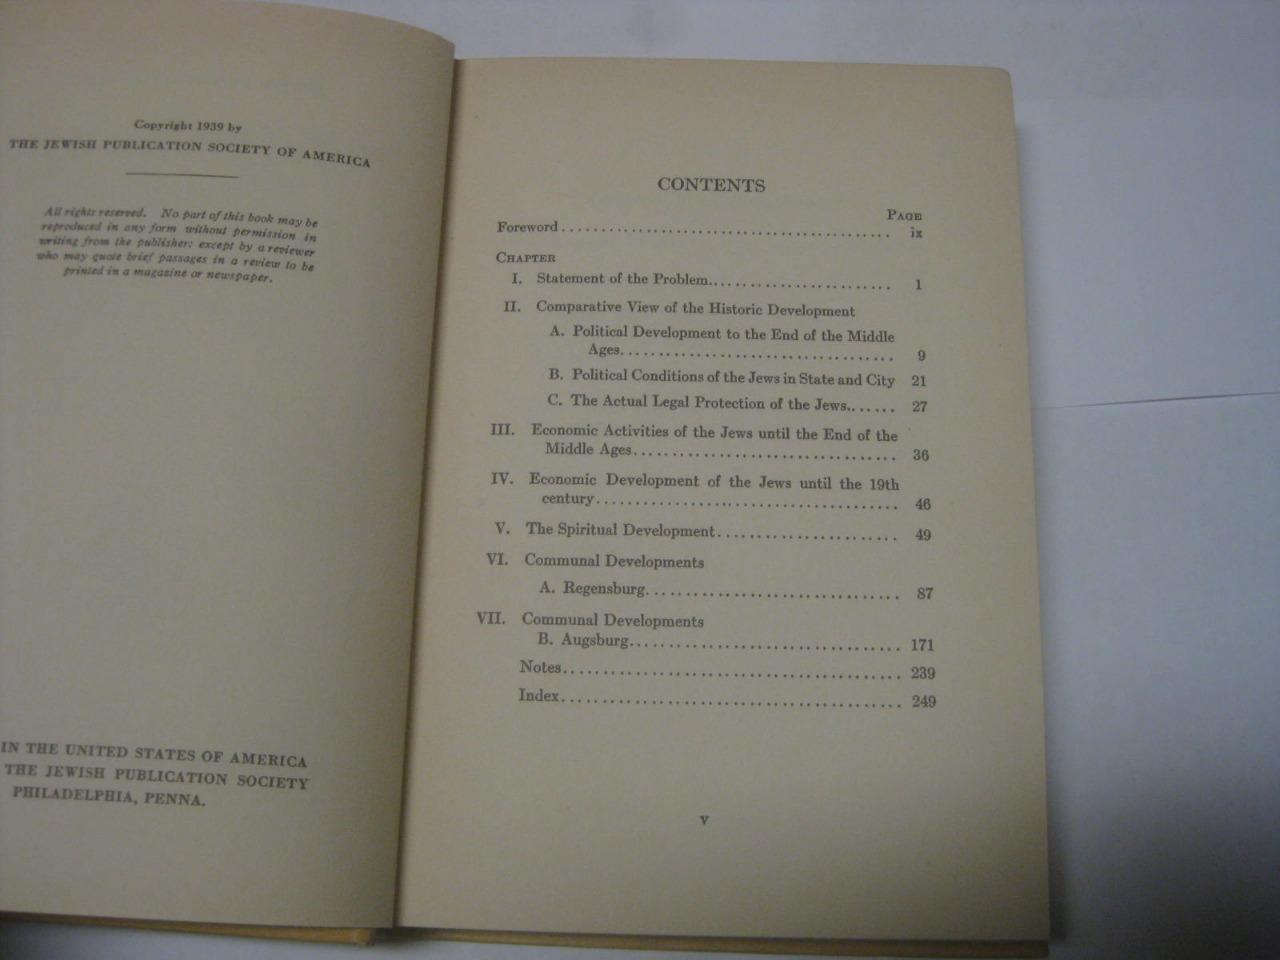 Copyright 1939 by
THE JEWISH PUBLICATION SOCIETY OF AMERICA
All rights reserved. No part of this book may be
reproduced in any form without permission in
writing from the publisher: except by a reviewer
who may quote brief passages in a review to be
printed in a magazine or newspaper.
IN THE UNITED STATES OF AMERICA
THE JEWISH PUBLICATION SOCIETY
PHILADELPHIA, PENNA.
CONTENTS
PAGE
Foreword ........................................ ix
CHAPTER
I. Statement of the Problem........................ 1
II. Comparative View of the Historic Development
A. Political Development to the End of the Middle
Ages.................................. 9
B. Political Conditions of the Jews in State and City 21
C. The Actual Legal Protection of the Jews....... 27
III. Economic Activities of the Jews until the End of the
Middle Ages.................................. 36
IV. Economic Development of the Jews until the 19th
century...................................... 46
V. The Spiritual Development....................... 49
VI. Communal Developments
A. Regensburg................................ 87
VII. Communal Developments
B. Augsburg.................................. 171
Notes........................................... 239
Index........................................... 249
v